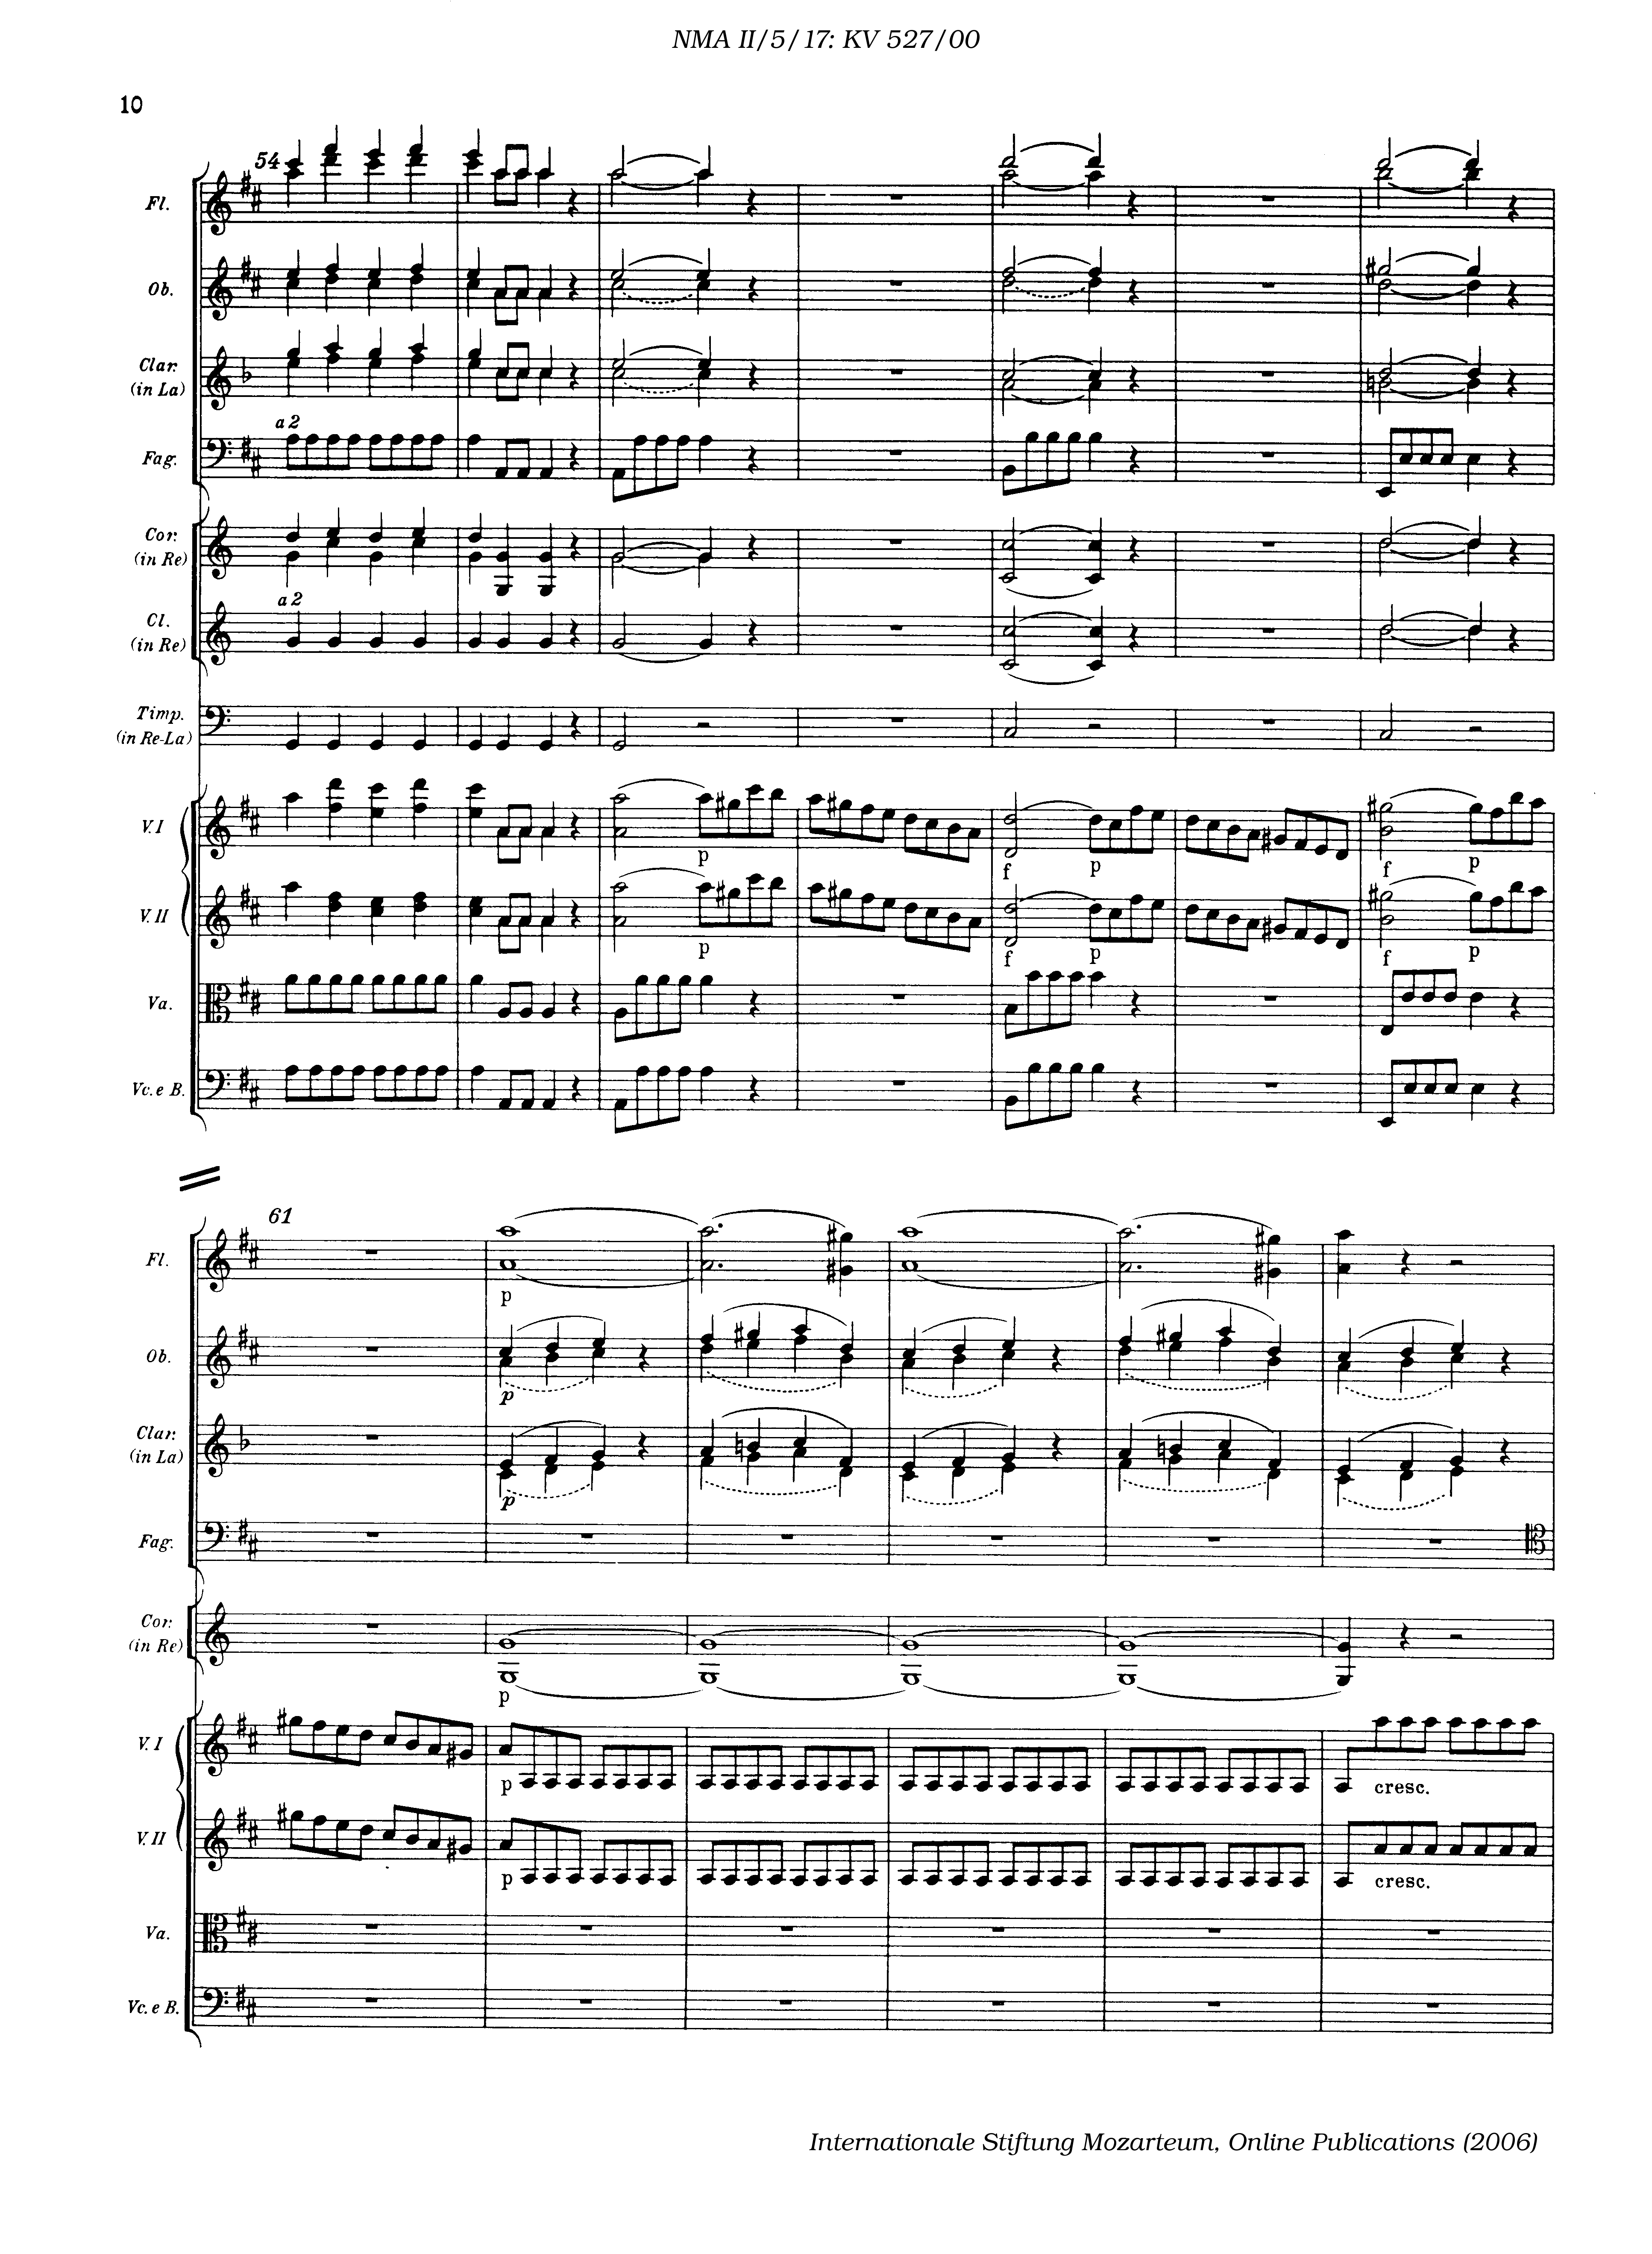 NMA II/5/17: KV 527/00
10
54
Fl.
Ob.
Clar.
(in La)
a 2
Fag.
Cor.
(in Re)
a 2
Cl.
(in Re)
Timp.
(in Re-La)
V. I
p f p f p
V. II
p f p f p
Va.
Vc. e B.
61
Fl.
p
Ob.
p
Clar.
(in La)
p
Fag.
Cor.
(in Re)
p
V. I
p cresc.
V. II
p cresc.
Va.
Vc. e B.
Internationale Stiftung Mozarteum, Online Publications (2006)